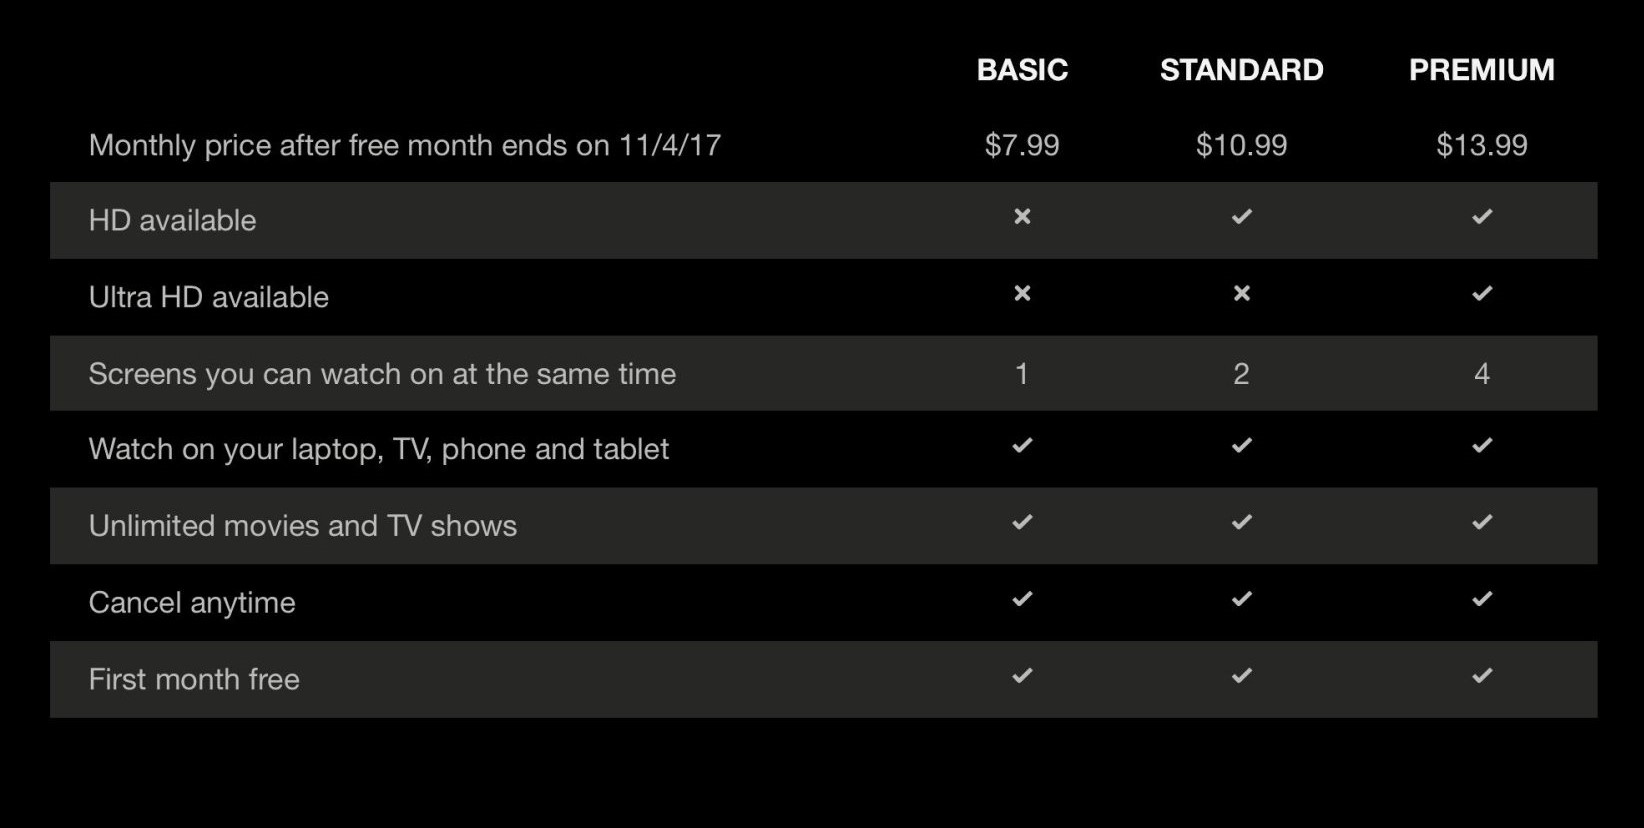 BASIC STANDARD PREMIUM
Monthly price after free month ends on 11/4/17 $7.99 $10.99 $13.99
HD available ✕ ✓ ✓
Ultra HD available ✕ ✕ ✓
Screens you can watch on at the same time 1 2 4
Watch on your laptop, TV, phone and tablet ✓ ✓ ✓
Unlimited movies and TV shows ✓ ✓ ✓
Cancel anytime ✓ ✓ ✓
First month free ✓ ✓ ✓